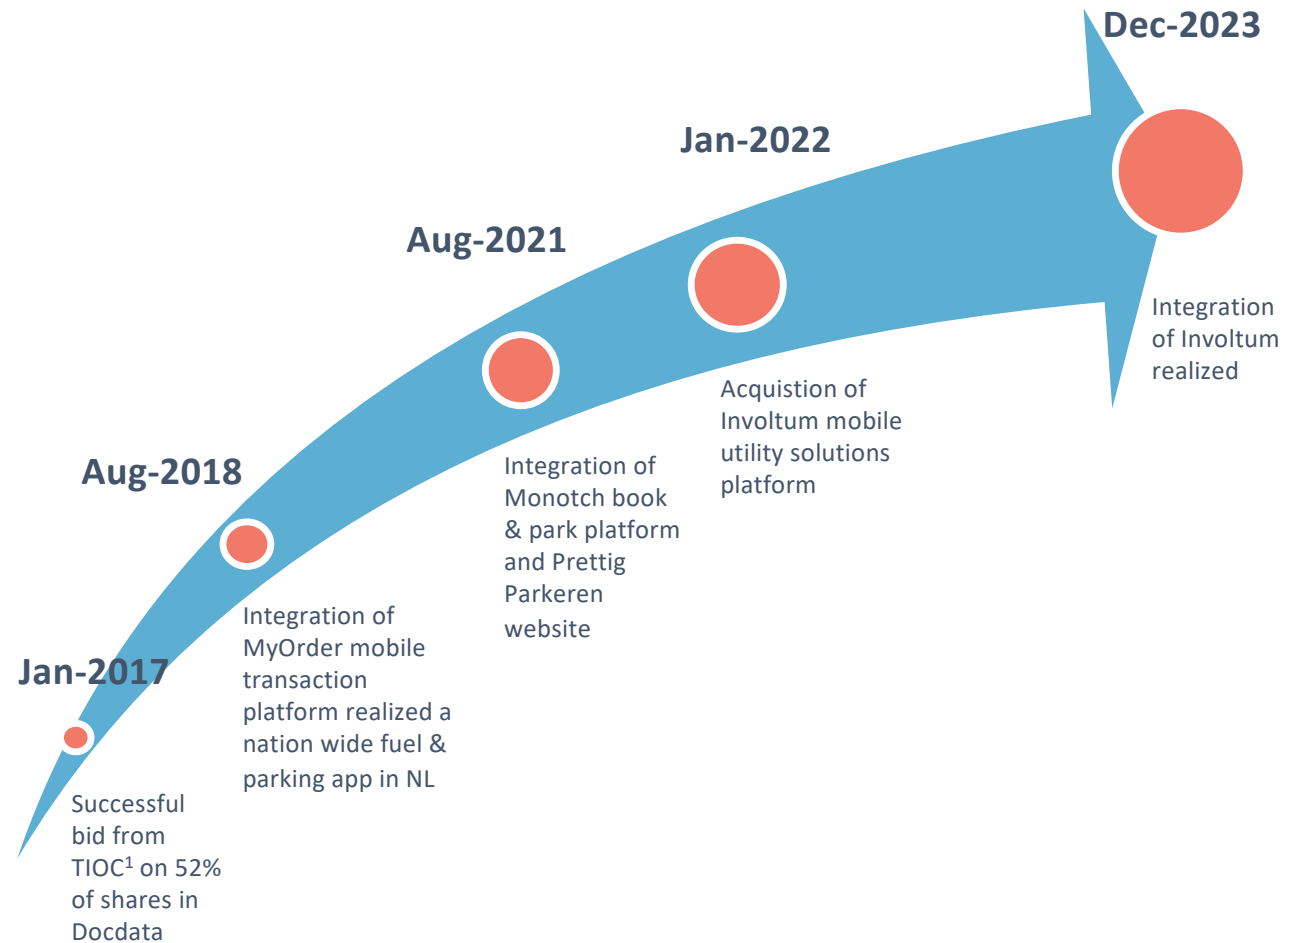 Jan-2017
Successful
bid from
TIOC¹ on 52%
of shares in
Docdata
Aug-2018
Integration of
MyOrder mobile
transaction
platform realized a
nation wide fuel &
parking app in NL
Aug-2021
Integration of
Monotch book
& park platform
and Prettig
Parkeren
website
Jan-2022
Acquistion of
Involtum mobile
utility solutions
platform
Dec-2023
Integration
of Involtum
realized